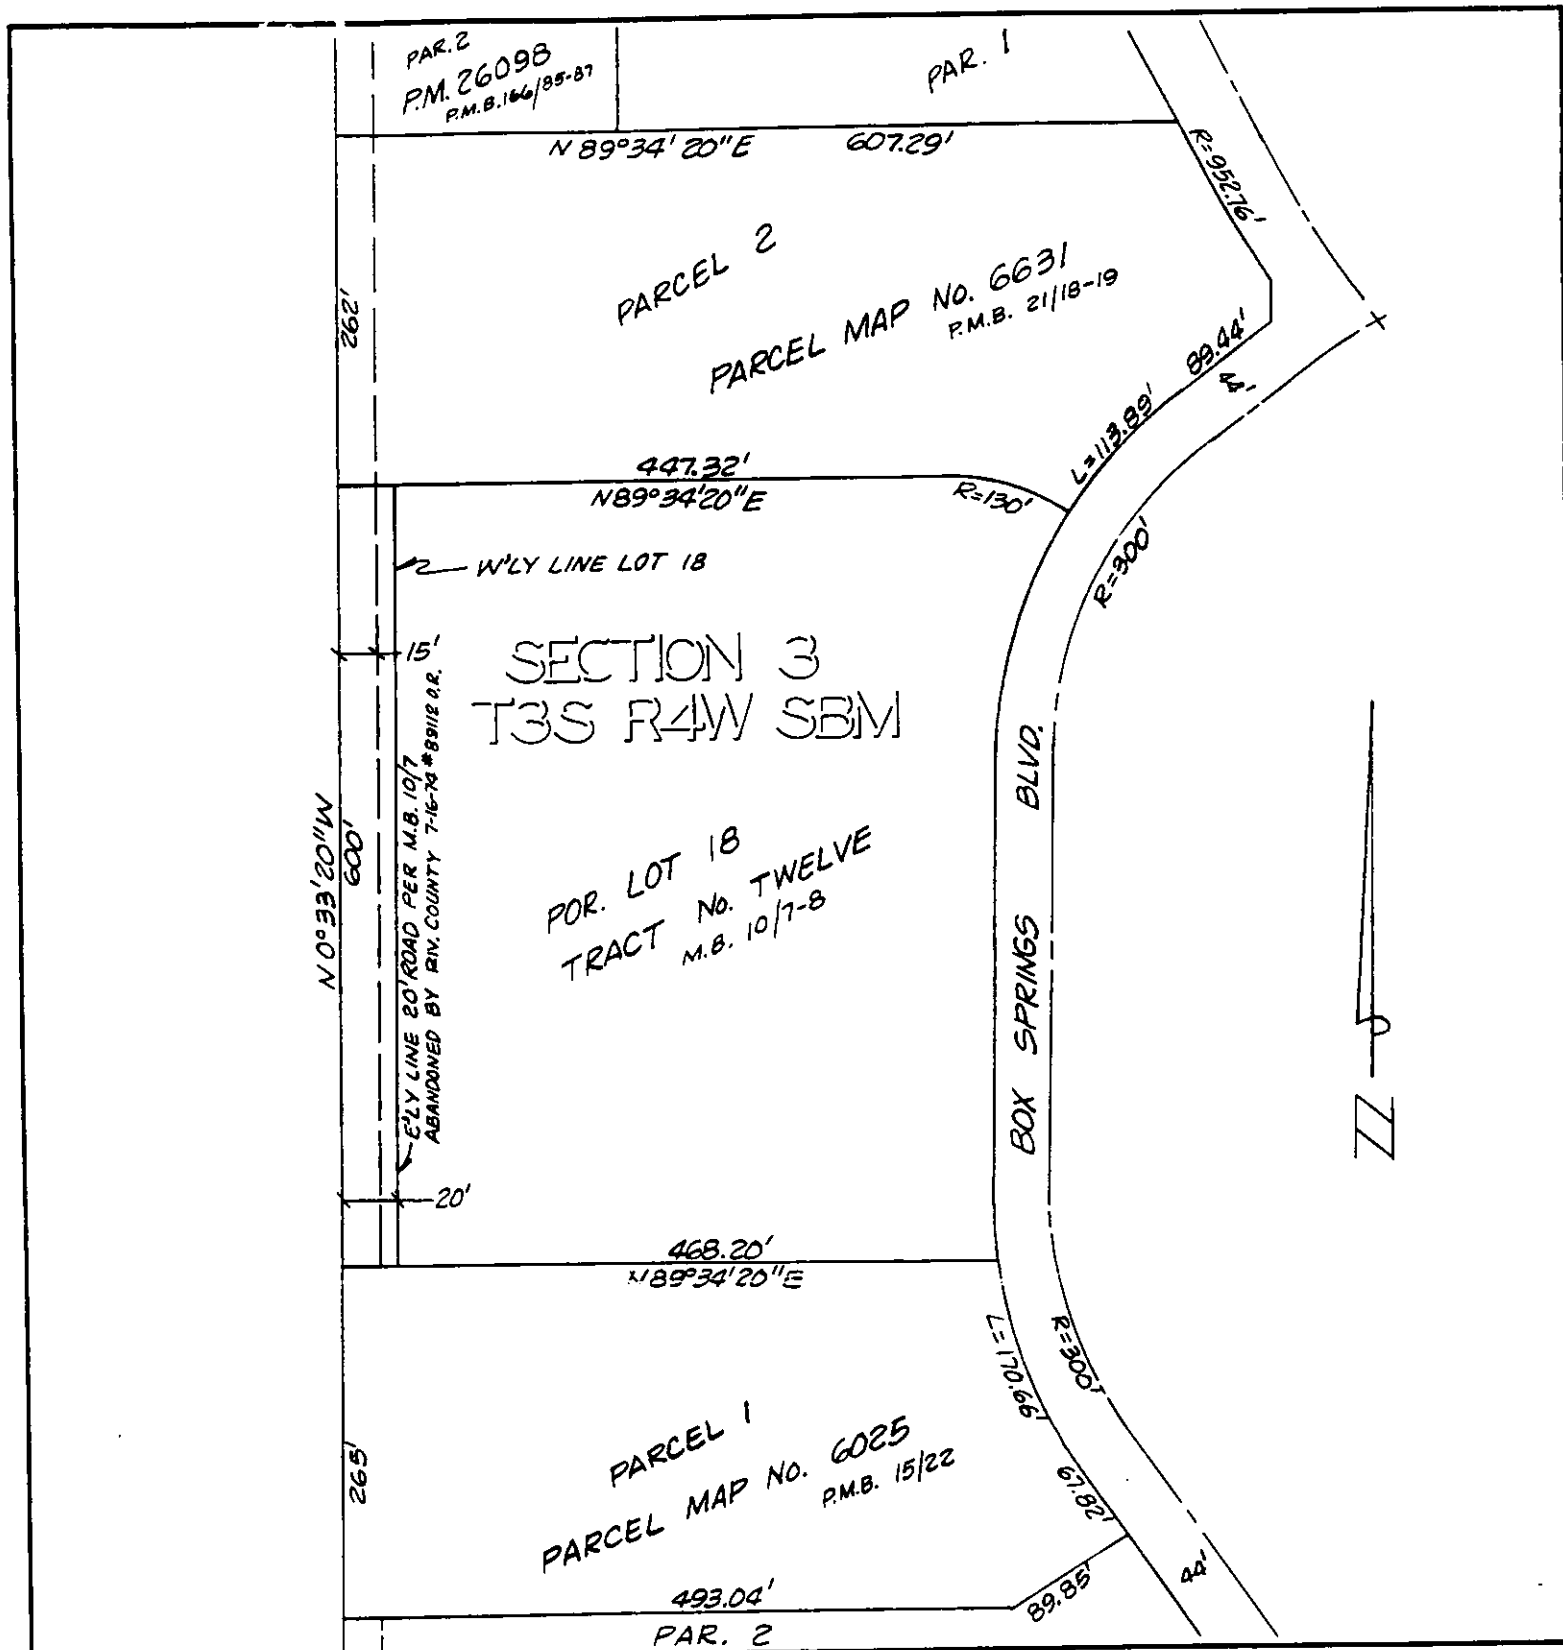 PAR. 2
P.M. 26098
P.M.B. 166/85-87
PAR. 1
N 89°34'20"E 607.29'
R=952.76'
262'
PARCEL 2
PARCEL MAP No. 6631
P.M.B. 21/18-19
89.44'
44'
L=113.89'
447.32'
N89°34'20"E
R=130'
R=300'
W'LY LINE LOT 18
15'
SECTION 3
T3S R4W SBM
N 0°33'20"W
600'
E'LY LINE 20' ROAD PER M.B. 10/7
ABANDONED BY RIV. COUNTY 7-16-74 #89112 O.R.
POR. LOT 18
TRACT No. TWELVE
M.B. 10/7-8
BOX SPRINGS BLVD.
N
20'
468.20'
N89°34'20"E
L=170.66'
R=300'
265'
PARCEL 1
PARCEL MAP No. 6025
P.M.B. 15/22
67.82'
44'
493.04'
89.85'
PAR. 2